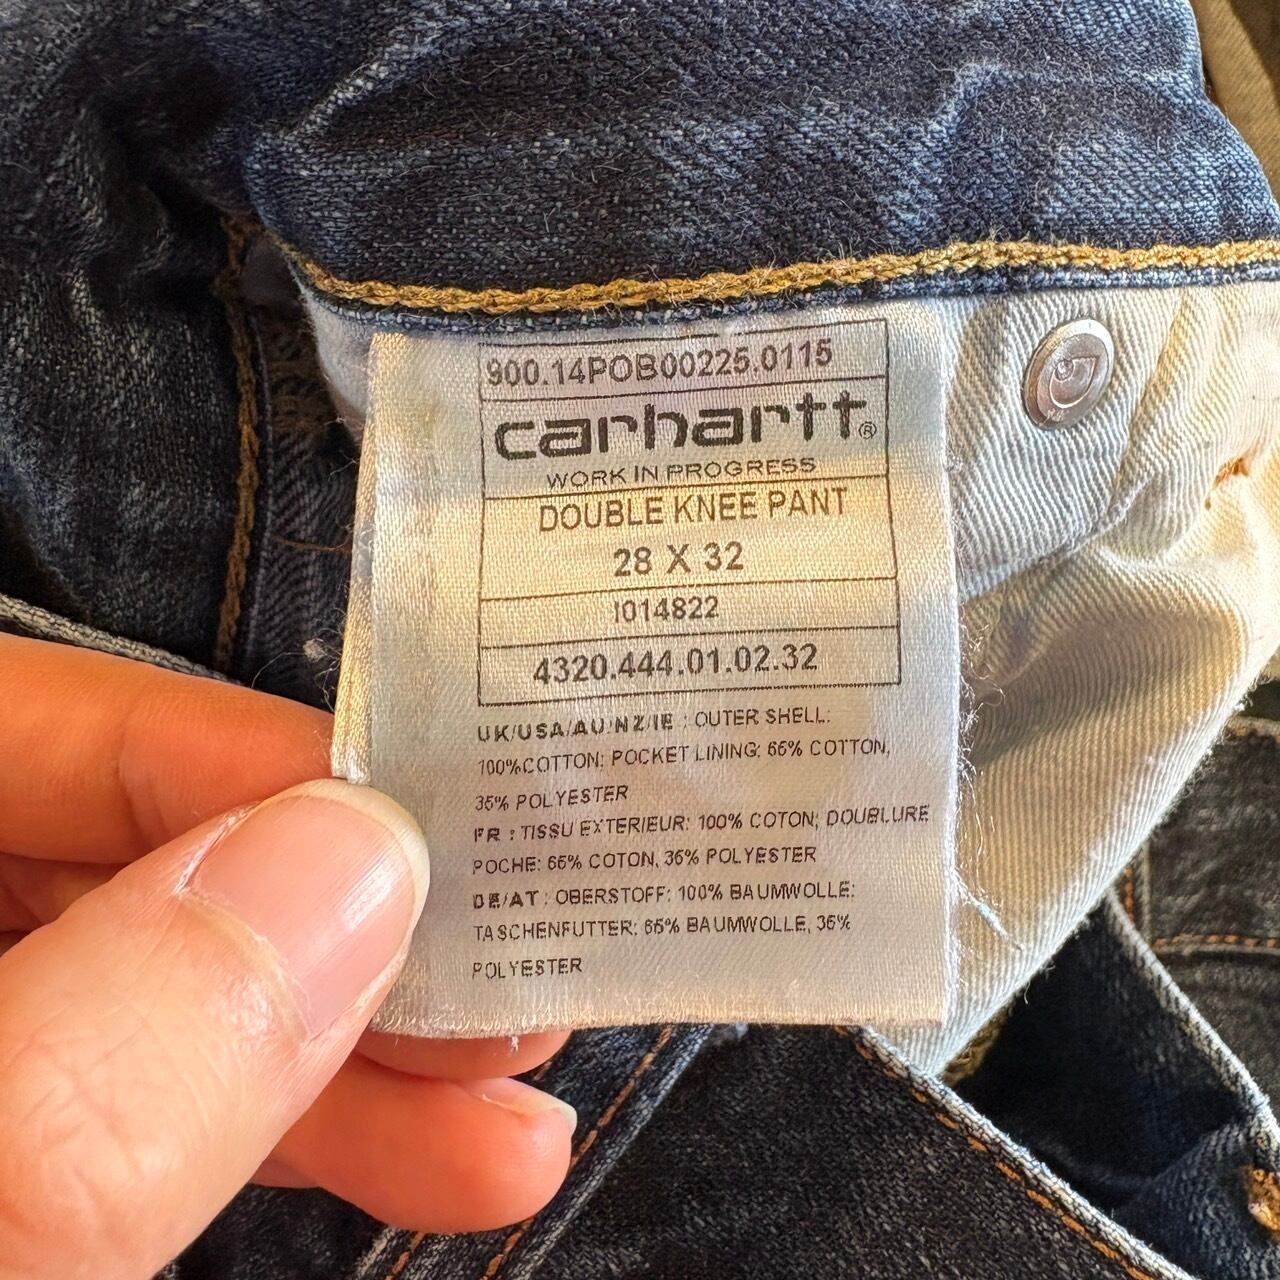 900.14POB00225.0115
carhartt®
WORK IN PROGRESS
DOUBLE KNEE PANT
28 X 32
I014822
4320.444.01.02.32
UK/USA/AU/NZ/IE : OUTER SHELL:
100%COTTON; POCKET LINING: 65% COTTON,
35% POLYESTER
FR : TISSU EXTERIEUR: 100% COTON; DOUBLURE
POCHE: 65% COTON, 35% POLYESTER
DE/AT : OBERSTOFF: 100% BAUMWOLLE:
TASCHENFUTTER: 65% BAUMWOLLE, 35%
POLYESTER